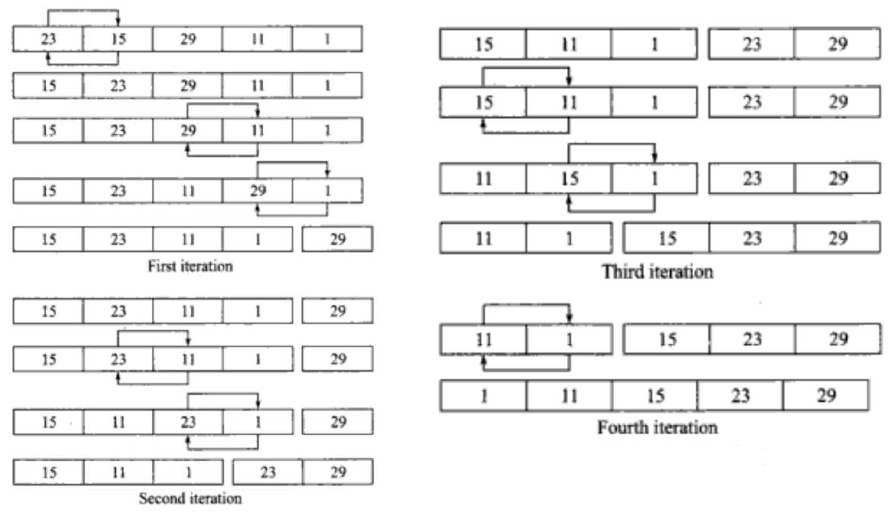 23 15 29 11 1
15 23 29 11 1
15 23 29 11 1
15 23 11 29 1
15 23 11 1 29
First iteration
15 23 11 1 29
15 23 11 1 29
15 11 23 1 29
15 11 1 23 29
Second iteration
15 11 1 23 29
15 11 1 23 29
11 15 1 23 29
11 1 15 23 29
Third iteration
11 1 15 23 29
1 11 15 23 29
Fourth iteration